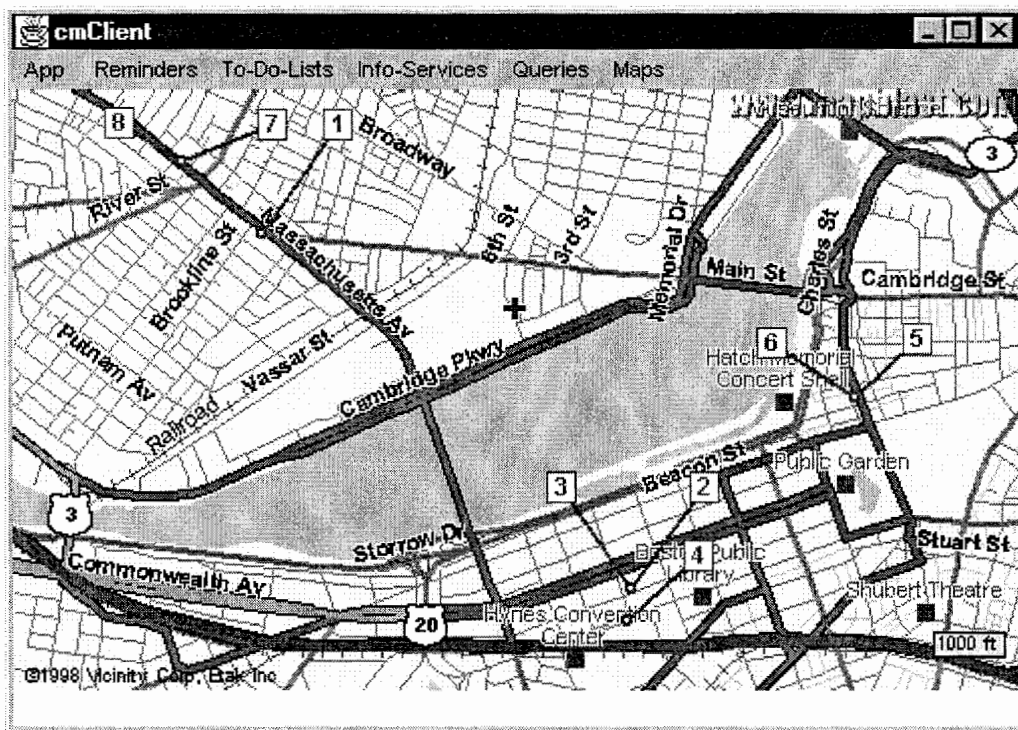 cmClient
App Reminders To-Do-Lists Info-Services Queries Maps
8
7
1
Broadway
3
River St
Massachusetts Av
Brookline St
6th St
3rd St
Memorial Dr
Main St
Charles St
Cambridge St
Putnam Av
Vassar St
Railroad
Cambridge Pkwy
6
5
Hatch Memorial
Concert Shell
Beacon St
Public Garden
3
2
3
Storrow Dr
4
Boston Public
Library
Stuart St
Commonwealth Av
20
Hynes Convention
Center
Shubert Theatre
1000 ft
©1998 Vicinity Corp, Etak Inc